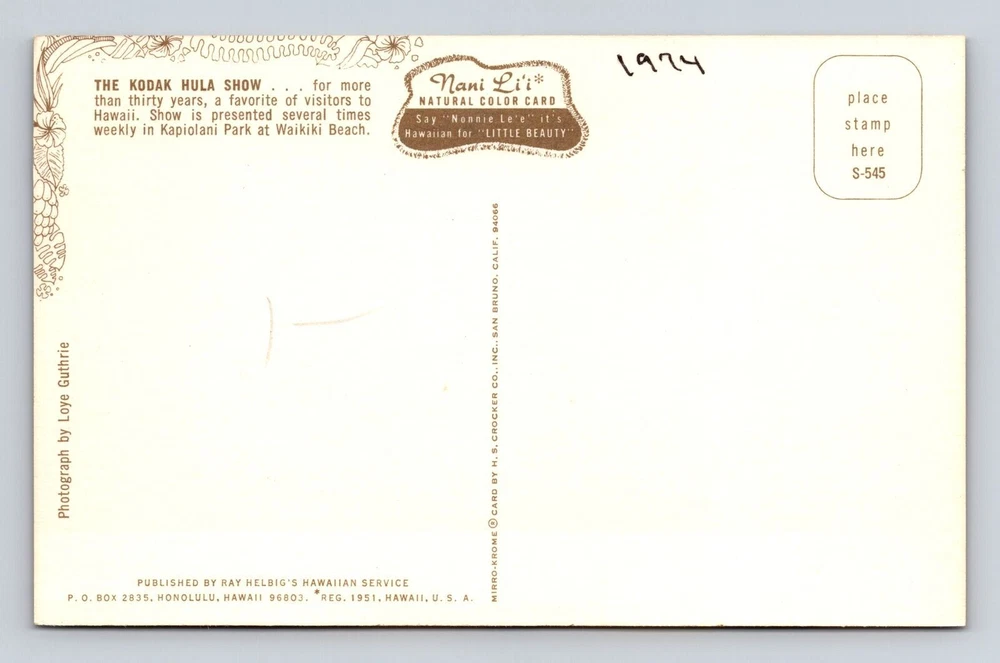 THE KODAK HULA SHOW . . . for more
than thirty years, a favorite of visitors to
Hawaii. Show is presented several times
weekly in Kapiolani Park at Waikiki Beach.
Nani Li'i*
NATURAL COLOR CARD
Say "Nonnie Le'e" it's
Hawaiian for "LITTLE BEAUTY"
1974
place
stamp
here
S-545
Photograph by Loye Guthrie
MIRRO-KROME ® CARD BY H. S. CROCKER CO., INC., SAN BRUNO, CALIF. 94066
PUBLISHED BY RAY HELBIG'S HAWAIIAN SERVICE
P. O. BOX 2835, HONOLULU, HAWAII 96803. *REG. 1951, HAWAII, U. S. A.